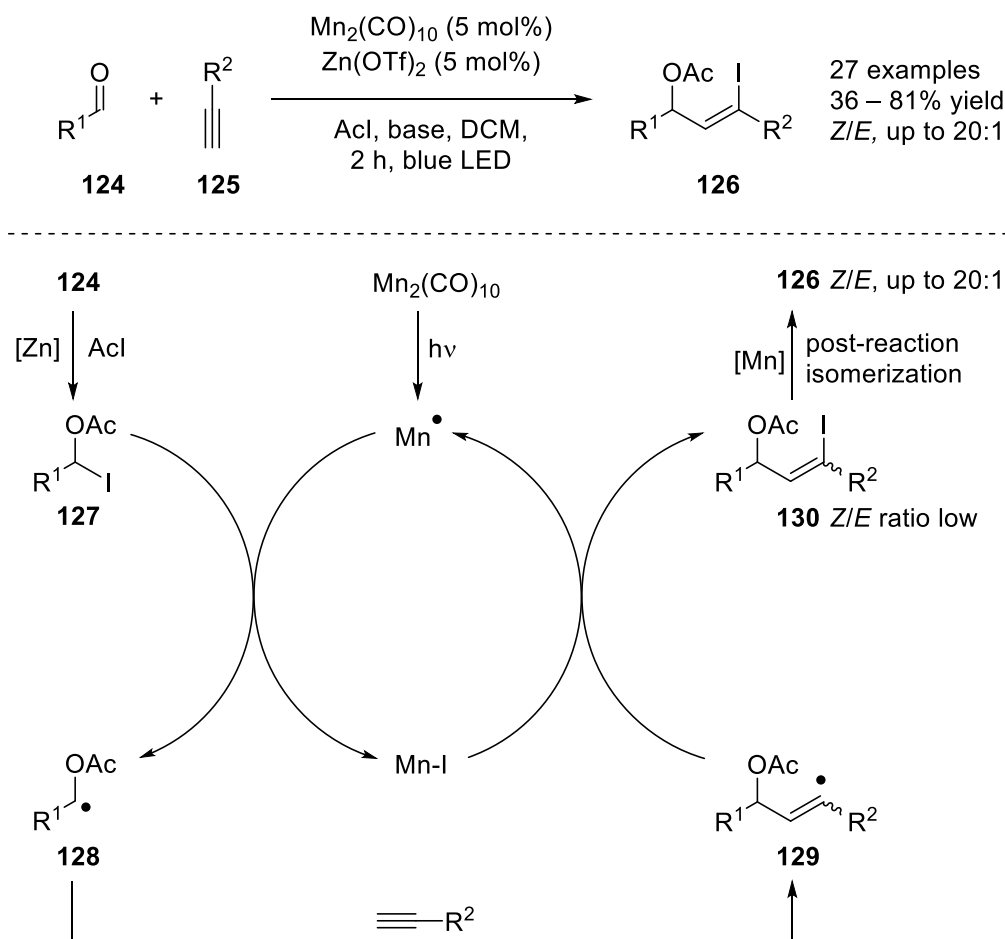 Mn2(CO)10 (5 mol%)
Zn(OTf)2 (5 mol%)
O
R1
124
+
R2
125
AcI, base, DCM,
2 h, blue LED
OAc I
R1 R2
126
27 examples
36 – 81% yield
Z/E, up to 20:1
124
Mn2(CO)10
126 Z/E, up to 20:1
[Zn] AcI
hν
[Mn] post-reaction
isomerization
OAc
R1 I
127
Mn•
OAc I
R1 R2
130 Z/E ratio low
OAc
R1 •
128
Mn-I
OAc •
R1 R2
129
R2